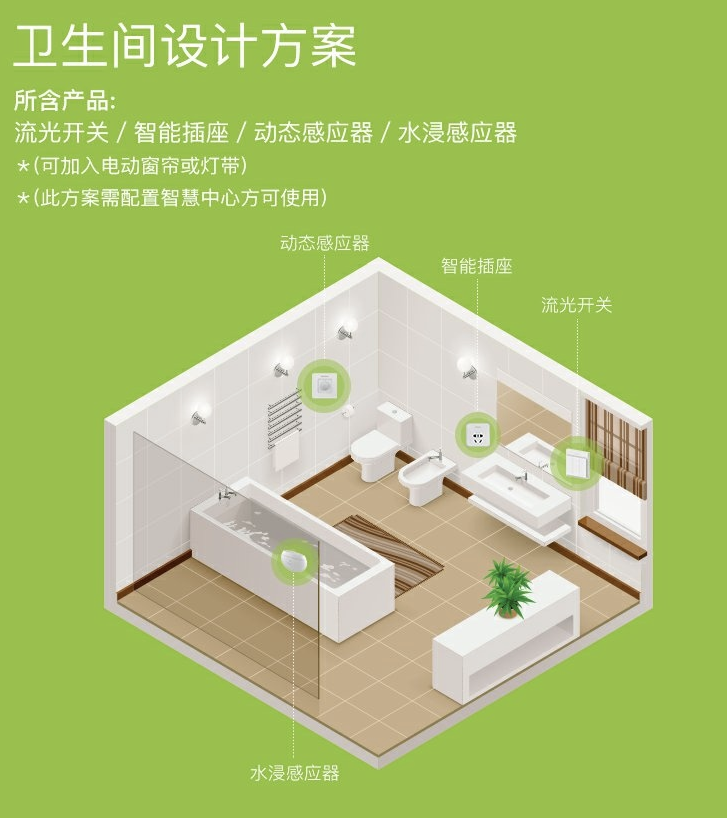 卫生间设计方案
所含产品:
流光开关 / 智能插座 / 动态感应器 / 水浸感应器
*(可加入电动窗帘或灯带)
*(此方案需配置智慧中心方可使用)
动态感应器
智能插座
流光开关
水浸感应器